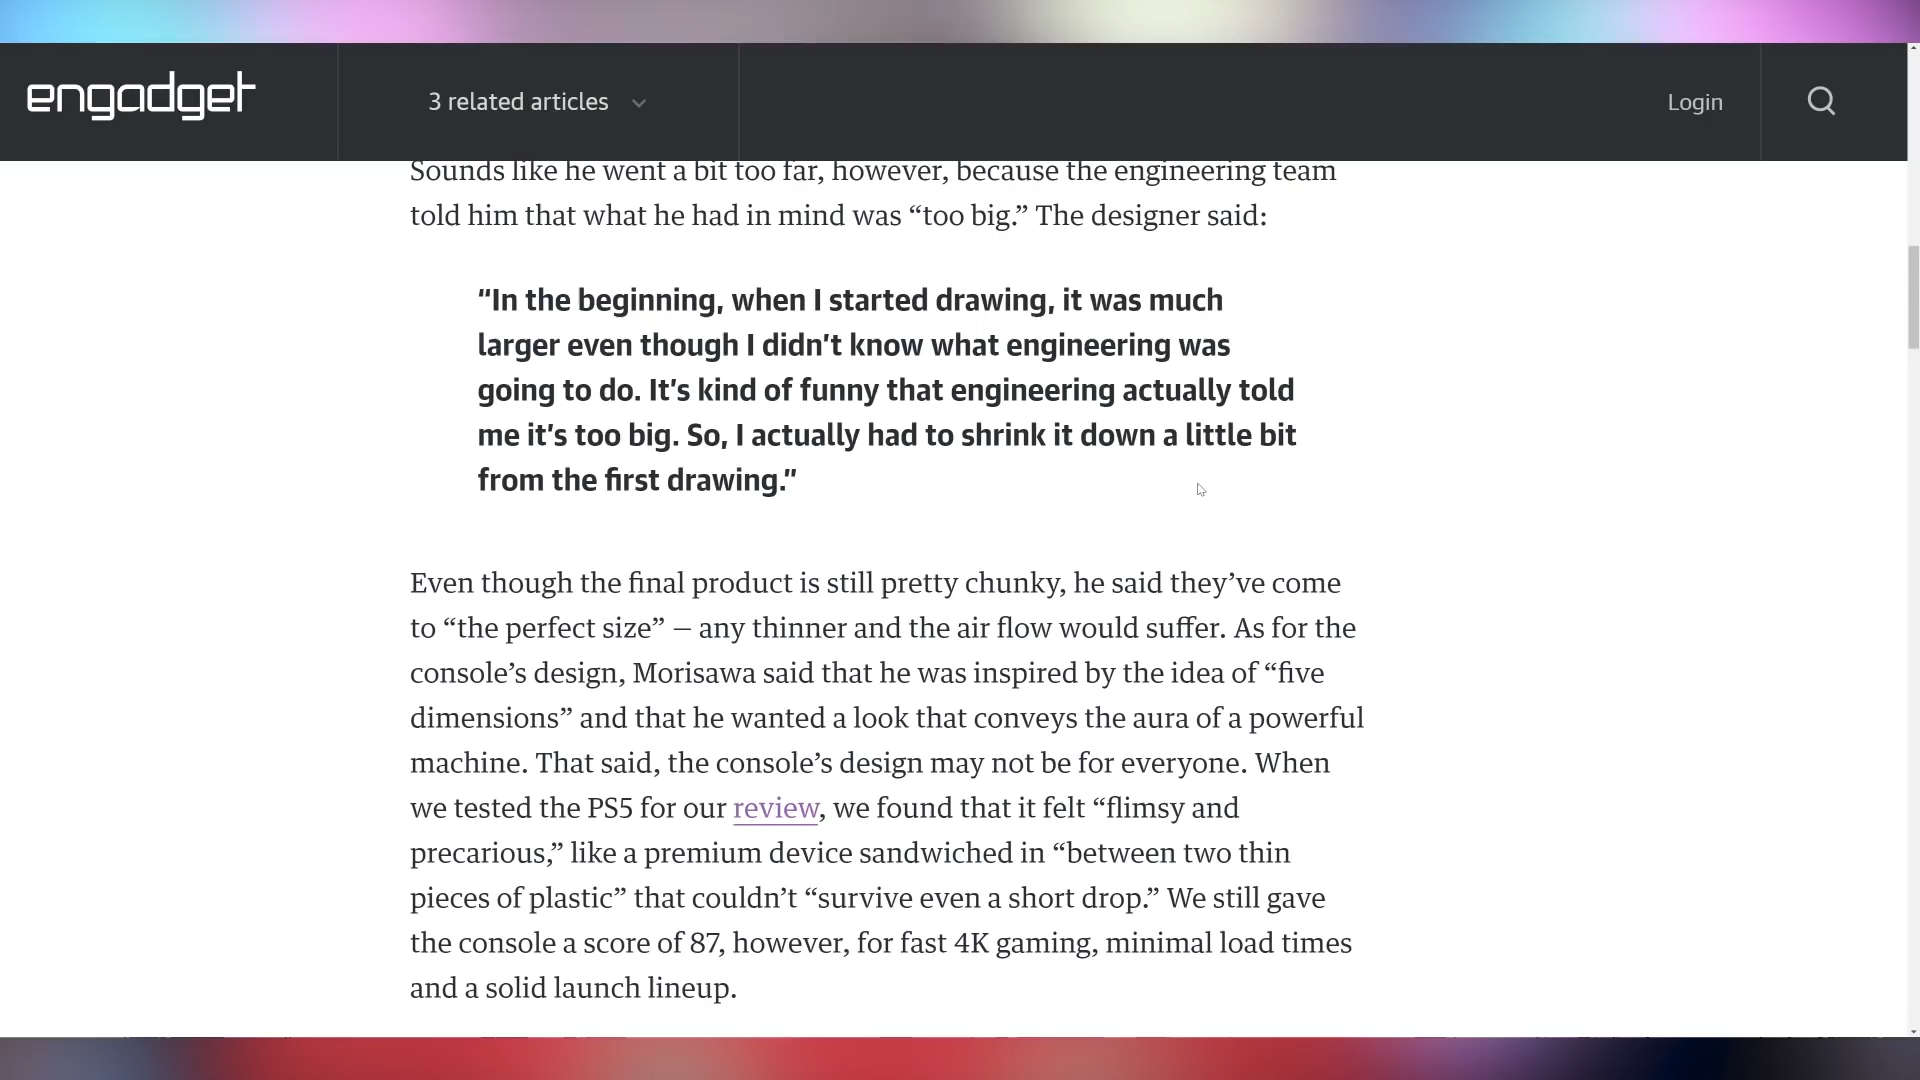 engadget
3 related articles
Login
Sounds like he went a bit too far, however, because the engineering team
told him that what he had in mind was “too big.” The designer said:
“In the beginning, when I started drawing, it was much
larger even though I didn’t know what engineering was
going to do. It’s kind of funny that engineering actually told
me it’s too big. So, I actually had to shrink it down a little bit
from the first drawing.”
Even though the final product is still pretty chunky, he said they’ve come
to “the perfect size” — any thinner and the air flow would suffer. As for the
console’s design, Morisawa said that he was inspired by the idea of “five
dimensions” and that he wanted a look that conveys the aura of a powerful
machine. That said, the console’s design may not be for everyone. When
we tested the PS5 for our review, we found that it felt “flimsy and
precarious,” like a premium device sandwiched in “between two thin
pieces of plastic” that couldn’t “survive even a short drop.” We still gave
the console a score of 87, however, for fast 4K gaming, minimal load times
and a solid launch lineup.